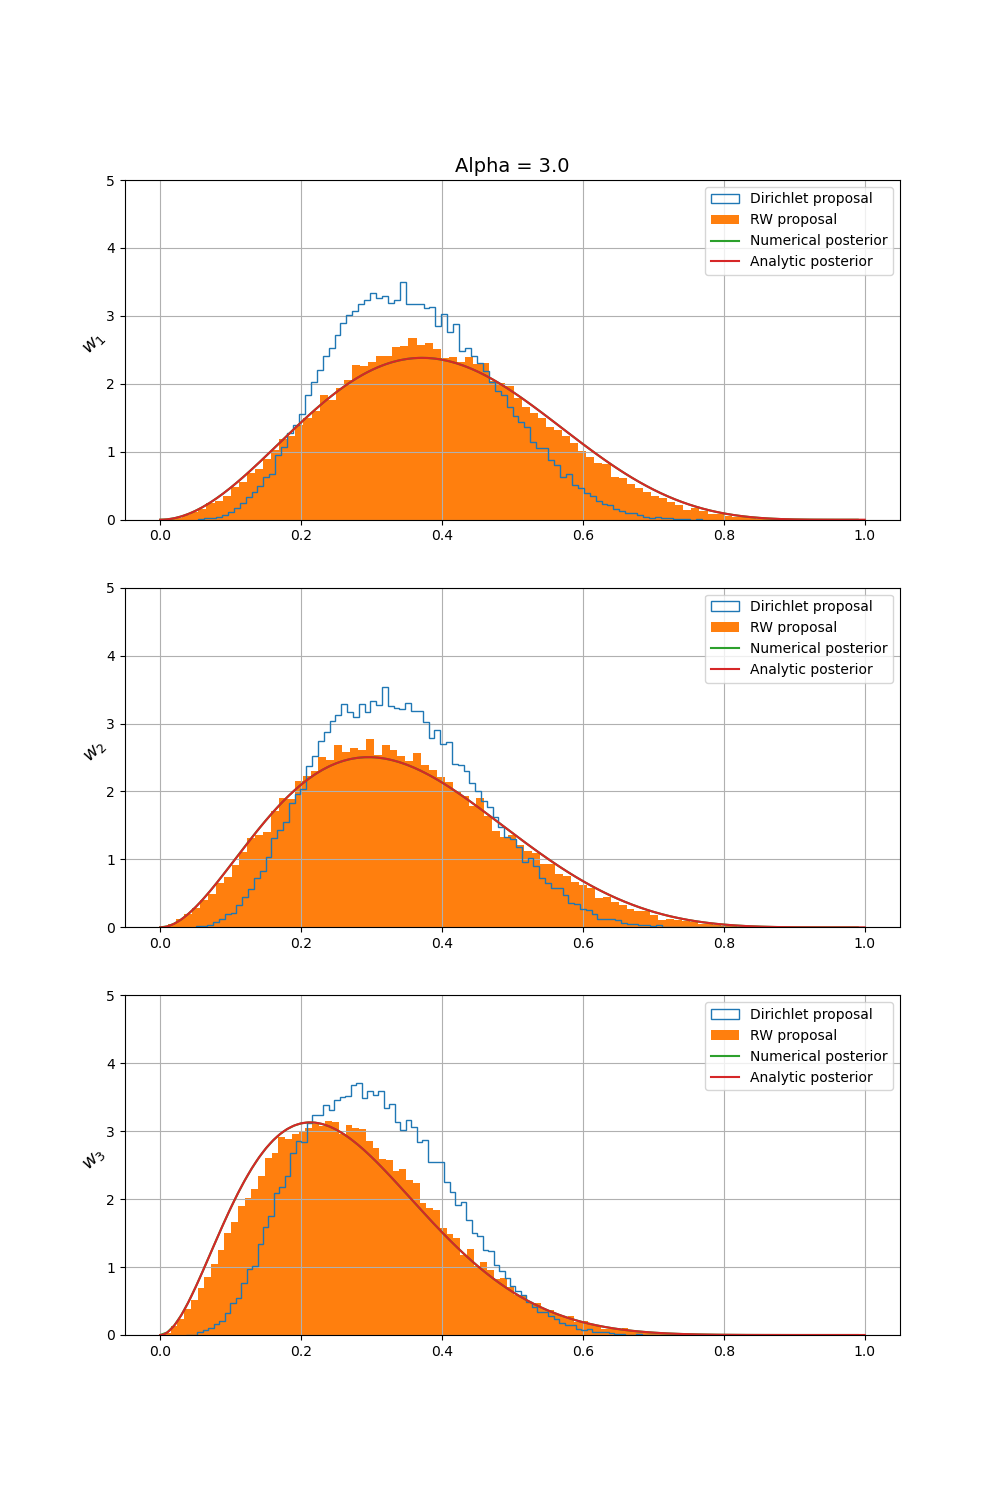 Alpha = 3.0
5
4
3
2
1
0
w₁
Dirichlet proposal
RW proposal
Numerical posterior
Analytic posterior
0.0 0.2 0.4 0.6 0.8 1.0
5
4
3
2
1
0
w₂
Dirichlet proposal
RW proposal
Numerical posterior
Analytic posterior
0.0 0.2 0.4 0.6 0.8 1.0
5
4
3
2
1
0
w₃
Dirichlet proposal
RW proposal
Numerical posterior
Analytic posterior
0.0 0.2 0.4 0.6 0.8 1.0